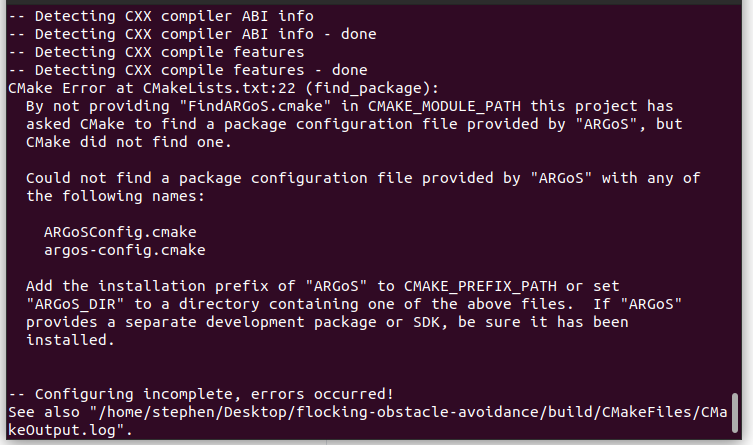 -- Detecting CXX compiler ABI info
-- Detecting CXX compiler ABI info - done
-- Detecting CXX compile features
-- Detecting CXX compile features - done
CMake Error at CMakeLists.txt:22 (find_package):
  By not providing "FindARGoS.cmake" in CMAKE_MODULE_PATH this project has
  asked CMake to find a package configuration file provided by "ARGoS", but
  CMake did not find one.

  Could not find a package configuration file provided by "ARGoS" with any of
  the following names:

    ARGoSConfig.cmake
    argos-config.cmake

  Add the installation prefix of "ARGoS" to CMAKE_PREFIX_PATH or set
  "ARGoS_DIR" to a directory containing one of the above files.  If "ARGoS"
  provides a separate development package or SDK, be sure it has been
  installed.


-- Configuring incomplete, errors occurred!
See also "/home/stephen/Desktop/flocking-obstacle-avoidance/build/CMakeFiles/CMa
keOutput.log".